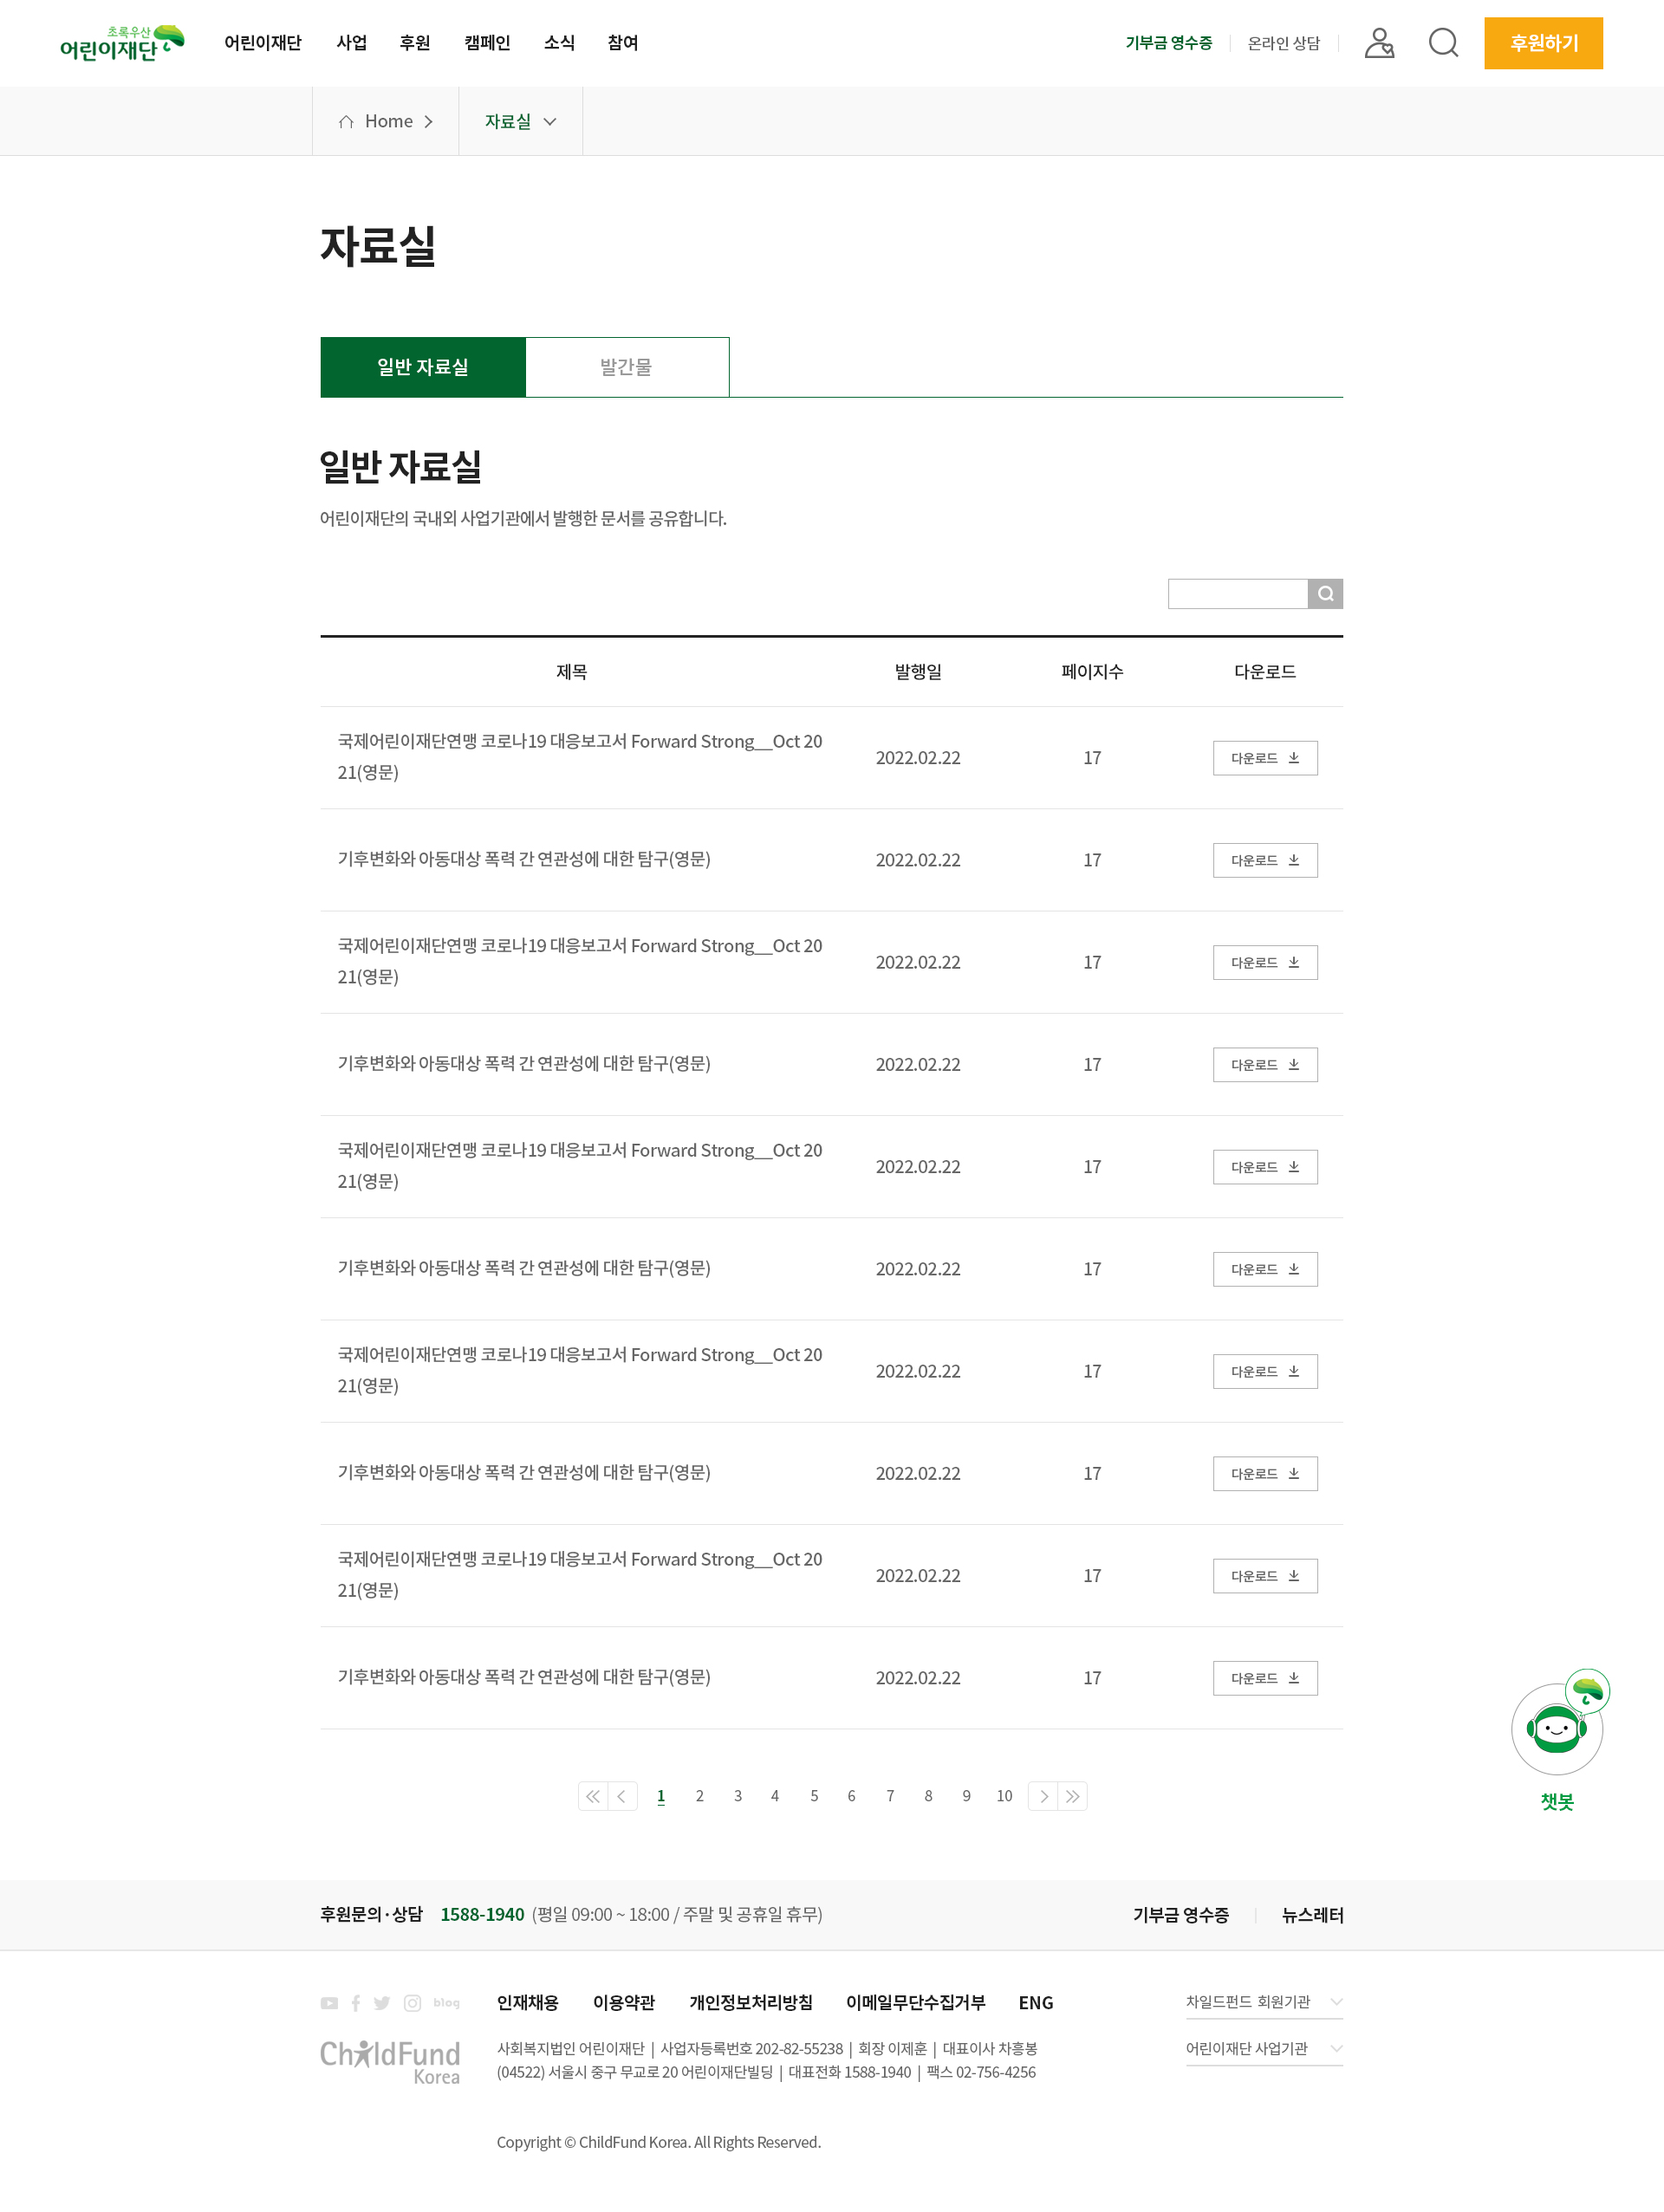 초록우산
어린이재단
어린이재단 사업 후원 캠페인 소식 참여
기부금 영수증 온라인 상담 후원하기
Home 자료실
자료실
일반 자료실 발간물
일반 자료실
어린이재단의 국내외 사업기관에서 발행한 문서를 공유합니다.
제목 발행일 페이지수 다운로드
국제어린이재단연맹 코로나19 대응보고서 Forward Strong__Oct 20
21(영문)
2022.02.22 17 다운로드
기후변화와 아동대상 폭력 간 연관성에 대한 탐구(영문) 2022.02.22 17 다운로드
국제어린이재단연맹 코로나19 대응보고서 Forward Strong__Oct 20
21(영문)
2022.02.22 17 다운로드
기후변화와 아동대상 폭력 간 연관성에 대한 탐구(영문) 2022.02.22 17 다운로드
국제어린이재단연맹 코로나19 대응보고서 Forward Strong__Oct 20
21(영문)
2022.02.22 17 다운로드
기후변화와 아동대상 폭력 간 연관성에 대한 탐구(영문) 2022.02.22 17 다운로드
국제어린이재단연맹 코로나19 대응보고서 Forward Strong__Oct 20
21(영문)
2022.02.22 17 다운로드
기후변화와 아동대상 폭력 간 연관성에 대한 탐구(영문) 2022.02.22 17 다운로드
국제어린이재단연맹 코로나19 대응보고서 Forward Strong__Oct 20
21(영문)
2022.02.22 17 다운로드
기후변화와 아동대상 폭력 간 연관성에 대한 탐구(영문) 2022.02.22 17 다운로드
1 2 3 4 5 6 7 8 9 10
챗봇
후원문의·상담 1588-1940 (평일 09:00 ~ 18:00 / 주말 및 공휴일 휴무) 기부금 영수증 뉴스레터
blog 인재채용 이용약관 개인정보처리방침 이메일무단수집거부 ENG 차일드펀드 회원기관
ChildFund
Korea
사회복지법인 어린이재단 | 사업자등록번호 202-82-55238 | 회장 이제훈 | 대표이사 차흥봉
어린이재단 사업기관
(04522) 서울시 중구 무교로 20 어린이재단빌딩 | 대표전화 1588-1940 | 팩스 02-756-4256
Copyright © ChildFund Korea. All Rights Reserved.